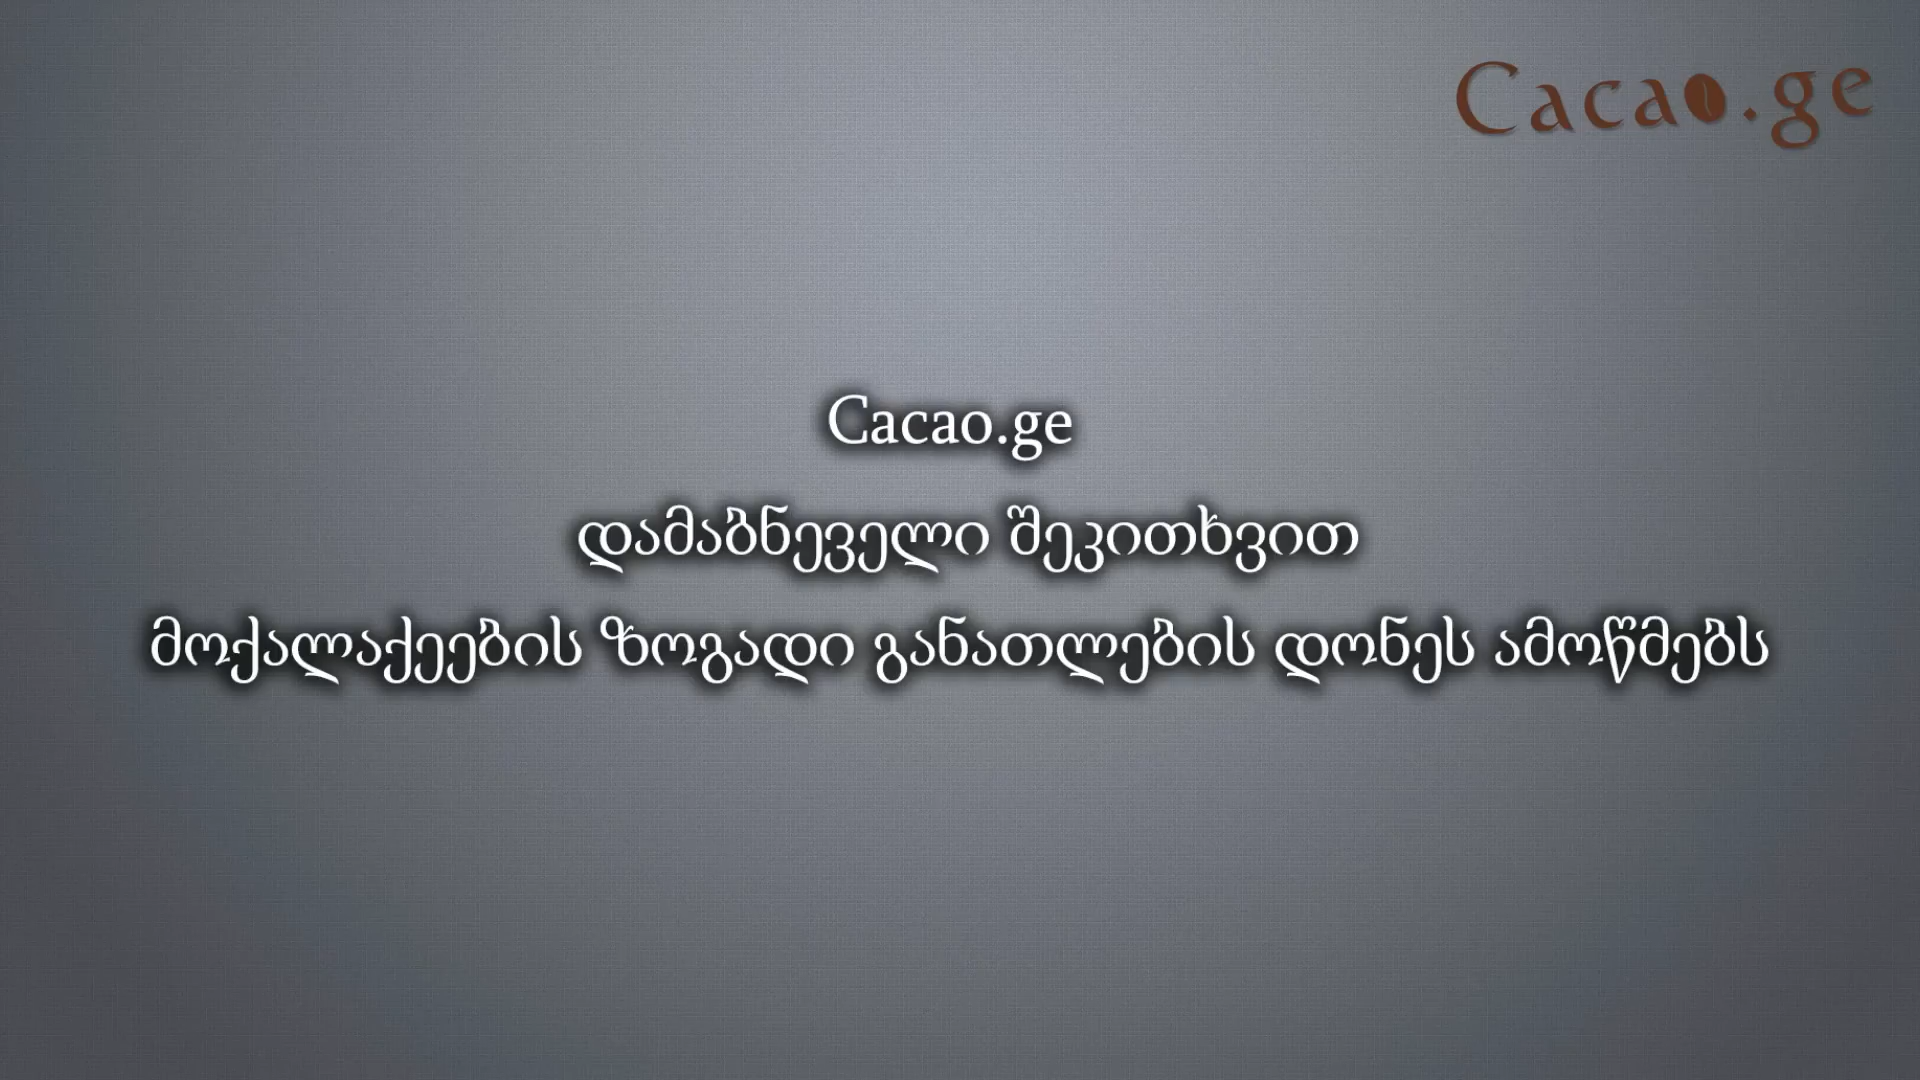 Cacao.ge
Cacao.ge
დამაბნეველი შეკითხვით
მოქალაქეების ზოგადი განათლების დონეს ამოწმებს